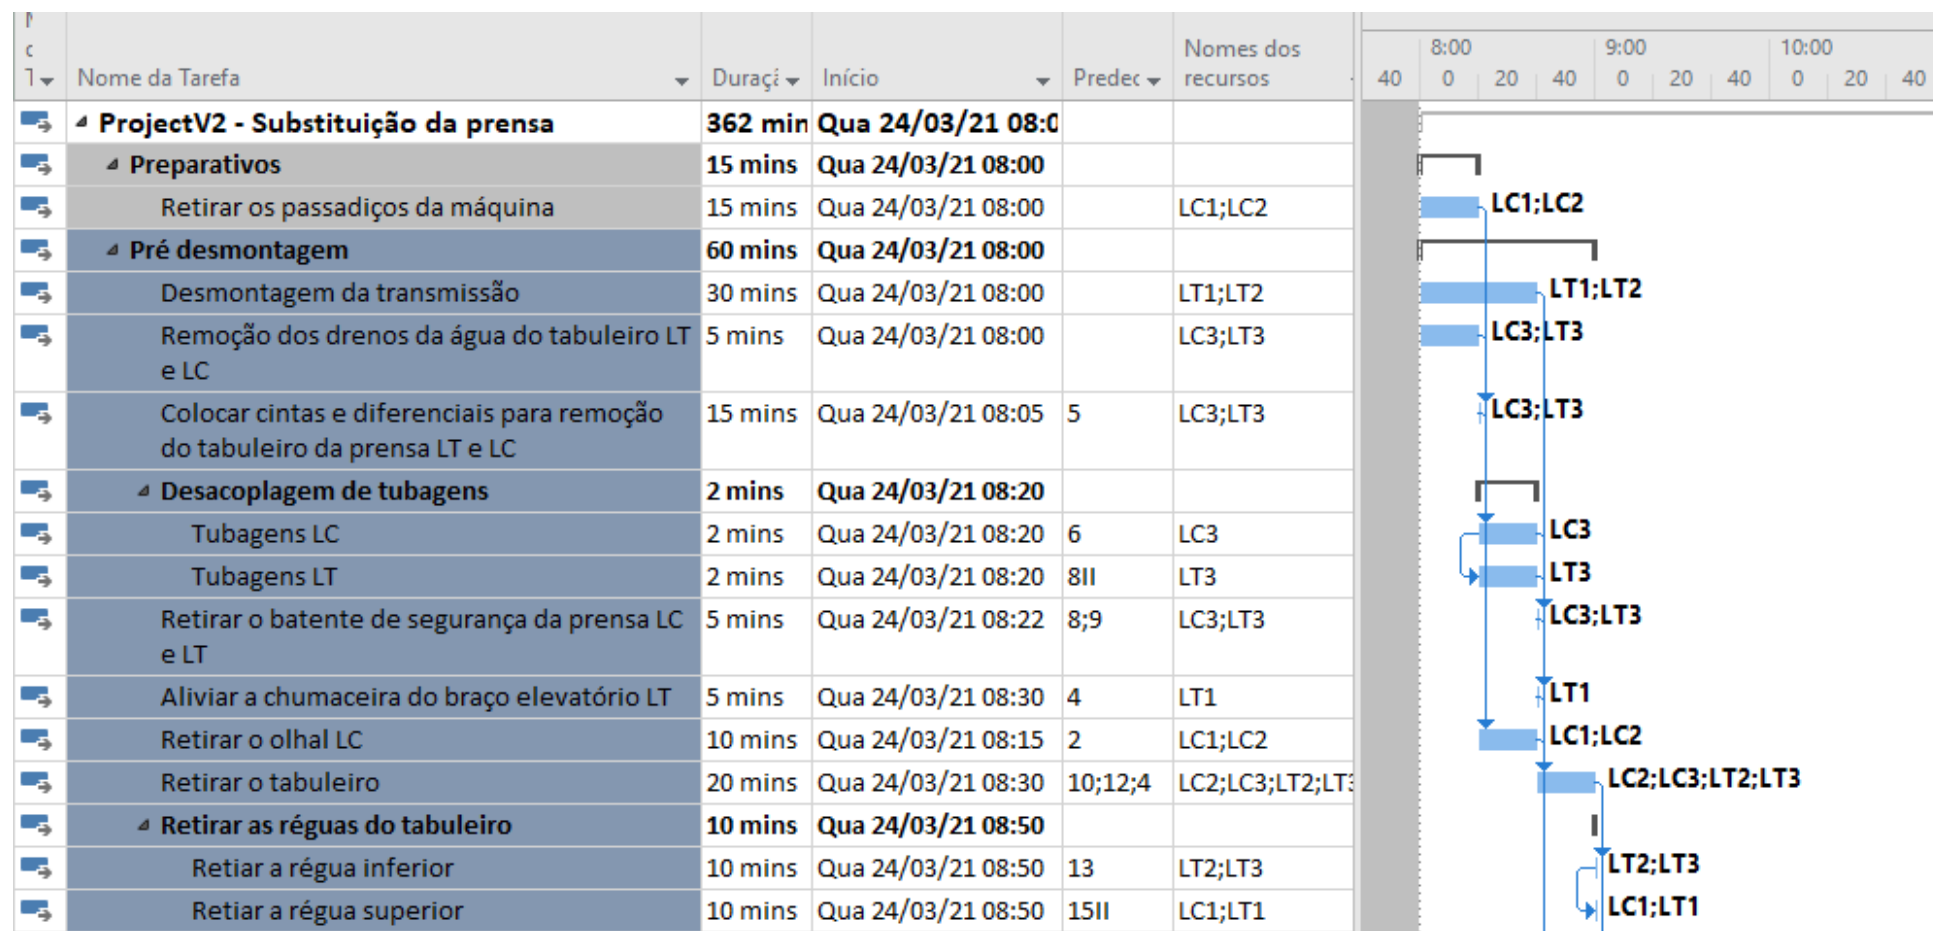 Nome da Tarefa Duraçã Início Predec Nomes dos recursos
8:00 9:00 10:00
40 0 20 40 0 20 40 0 20 40
ProjectV2 - Substituição da prensa 362 min Qua 24/03/21 08:0
Preparativos 15 mins Qua 24/03/21 08:00
Retirar os passadiços da máquina 15 mins Qua 24/03/21 08:00 LC1;LC2 LC1;LC2
Pré desmontagem 60 mins Qua 24/03/21 08:00
Desmontagem da transmissão 30 mins Qua 24/03/21 08:00 LT1;LT2 LT1;LT2
Remoção dos drenos da água do tabuleiro LT 5 mins Qua 24/03/21 08:00 LC3;LT3 LC3;LT3
e LC
Colocar cintas e diferenciais para remoção 15 mins Qua 24/03/21 08:05 5 LC3;LT3 LC3;LT3
do tabuleiro da prensa LT e LC
Desacoplagem de tubagens 2 mins Qua 24/03/21 08:20
Tubagens LC 2 mins Qua 24/03/21 08:20 6 LC3 LC3
Tubagens LT 2 mins Qua 24/03/21 08:20 8II LT3 LT3
Retirar o batente de segurança da prensa LC 5 mins Qua 24/03/21 08:22 8;9 LC3;LT3 LC3;LT3
e LT
Aliviar a chumaceira do braço elevatório LT 5 mins Qua 24/03/21 08:30 4 LT1 LT1
Retirar o olhal LC 10 mins Qua 24/03/21 08:15 2 LC1;LC2 LC1;LC2
Retirar o tabuleiro 20 mins Qua 24/03/21 08:30 10;12;4 LC2;LC3;LT2;LT3 LC2;LC3;LT2;LT3
Retirar as réguas do tabuleiro 10 mins Qua 24/03/21 08:50
Retiar a régua inferior 10 mins Qua 24/03/21 08:50 13 LT2;LT3 LT2;LT3
Retiar a régua superior 10 mins Qua 24/03/21 08:50 15II LC1;LT1 LC1;LT1